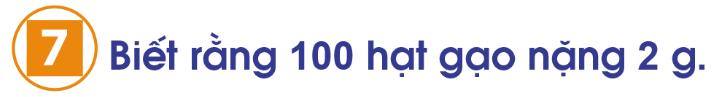 7 Biết rằng 100 hạt gạo nặng 2 g.